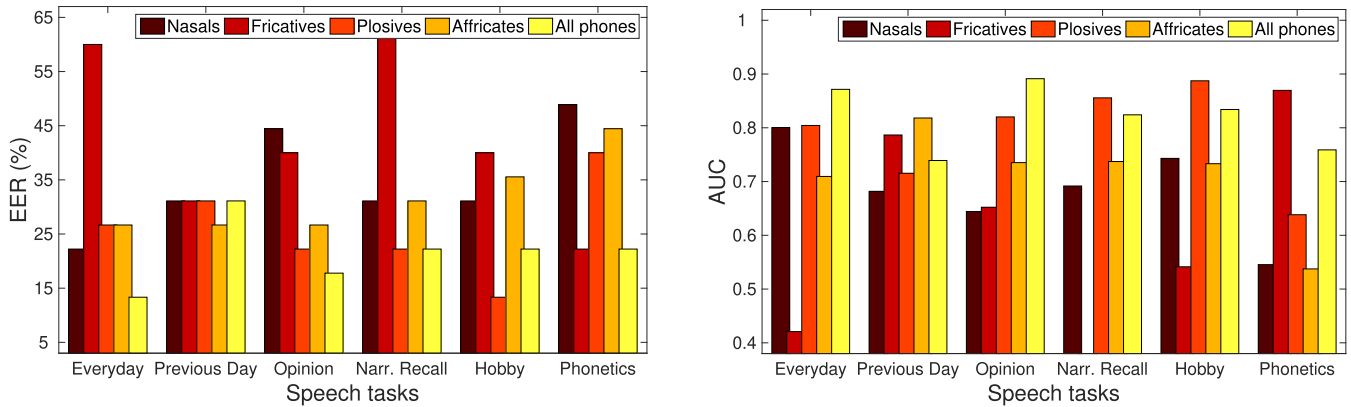 Nasals Fricatives Plosives Affricates All phones
65
55
45
35
25
15
5
EER (%)
Everyday Previous Day Opinion Narr. Recall Hobby Phonetics
Speech tasks
Nasals Fricatives Plosives Affricates All phones
1
0.9
0.8
0.7
0.6
0.5
0.4
AUC
Everyday Previous Day Opinion Narr. Recall Hobby Phonetics
Speech tasks